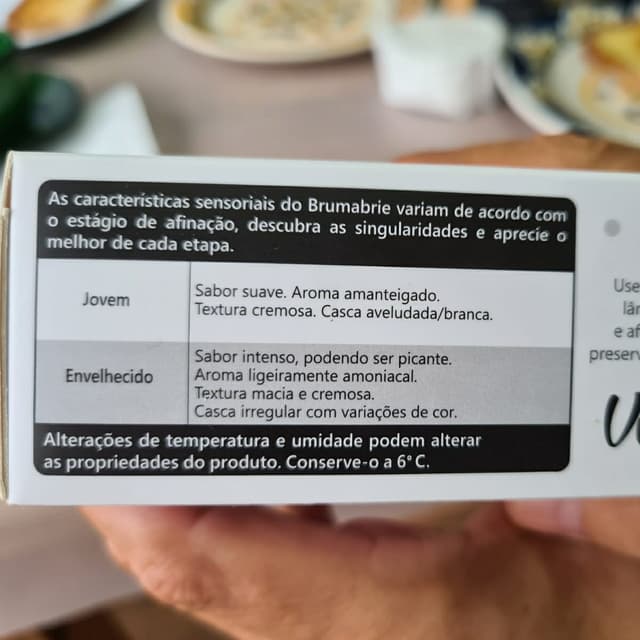 As características sensoriais do Brumabrie variam de acordo com
o estágio de afinação, descubra as singularidades e aprecie o
melhor de cada etapa.
Jovem
Sabor suave. Aroma amanteigado.
Textura cremosa. Casca aveludada/branca.
Envelhecido
Sabor intenso, podendo ser picante.
Aroma ligeiramente amoniacal.
Textura macia e cremosa.
Casca irregular com variações de cor.
Alterações de temperatura e umidade podem alterar
as propriedades do produto. Conserve-o a 6°C.
Use
e